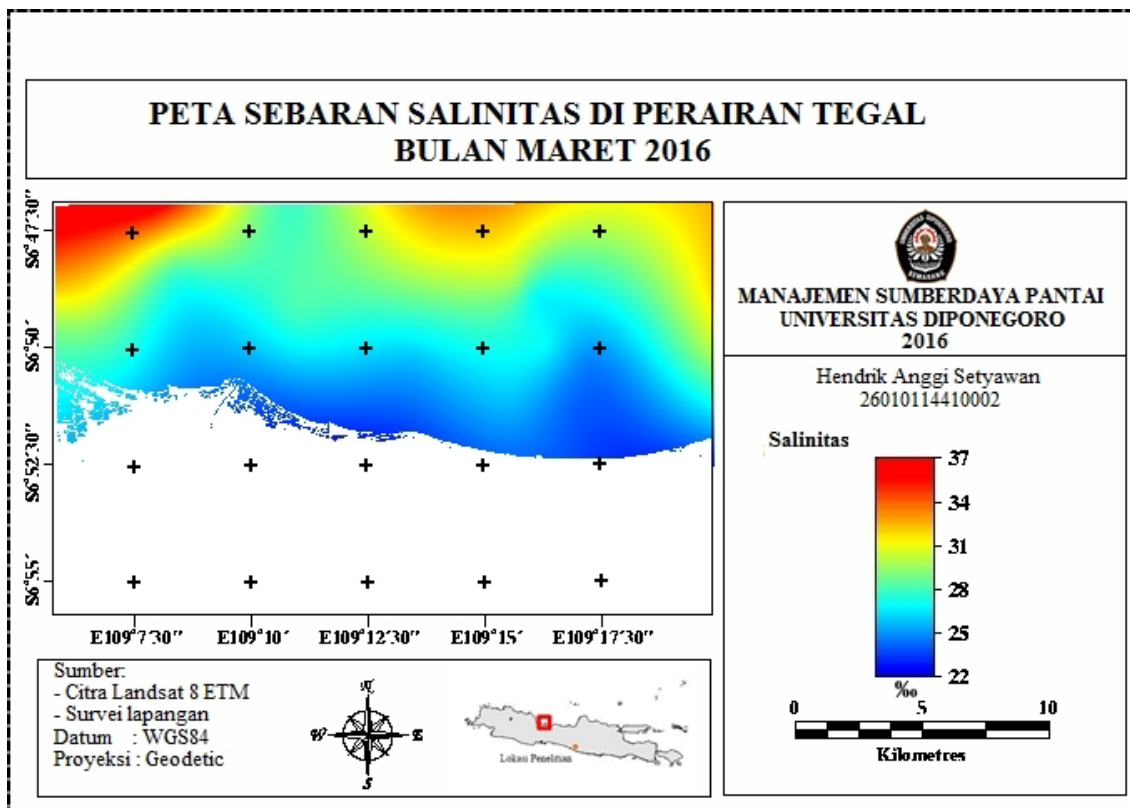 PETA SEBARAN SALINITAS DI PERAIRAN TEGAL
BULAN MARET 2016
S6°47'30"
S6°50'
S6°52'30"
S6°55'
E109°7'30"
E109°10'
E109°12'30"
E109°15'
E109°17'30"
MANAJEMEN SUMBERDAYA PANTAI
UNIVERSITAS DIPONEGORO
2016
Hendrik Anggi Setyawan
26010114410002
Salinitas
37
34
31
28
25
22
‰
0 5 10
Kilometres
Sumber:
- Citra Landsat 8 ETM
- Survei lapangan
Datum : WGS84
Proyeksi : Geodetic
N
W E
S
Lokasi Penelitian